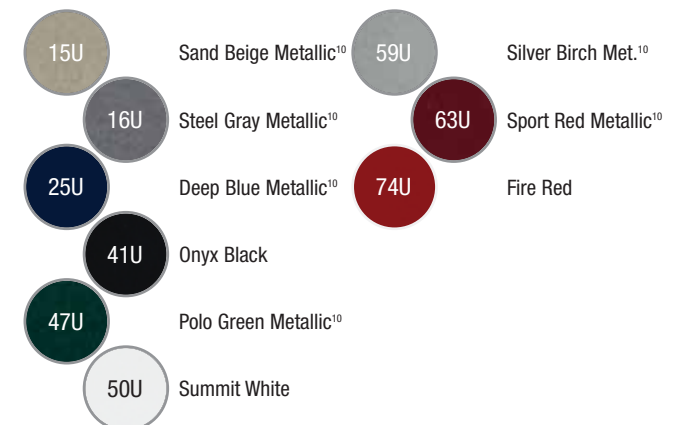 15U Sand Beige Metallic¹⁰
16U Steel Gray Metallic¹⁰
25U Deep Blue Metallic¹⁰
41U Onyx Black
47U Polo Green Metallic¹⁰
50U Summit White
59U Silver Birch Met.¹⁰
63U Sport Red Metallic¹⁰
74U Fire Red